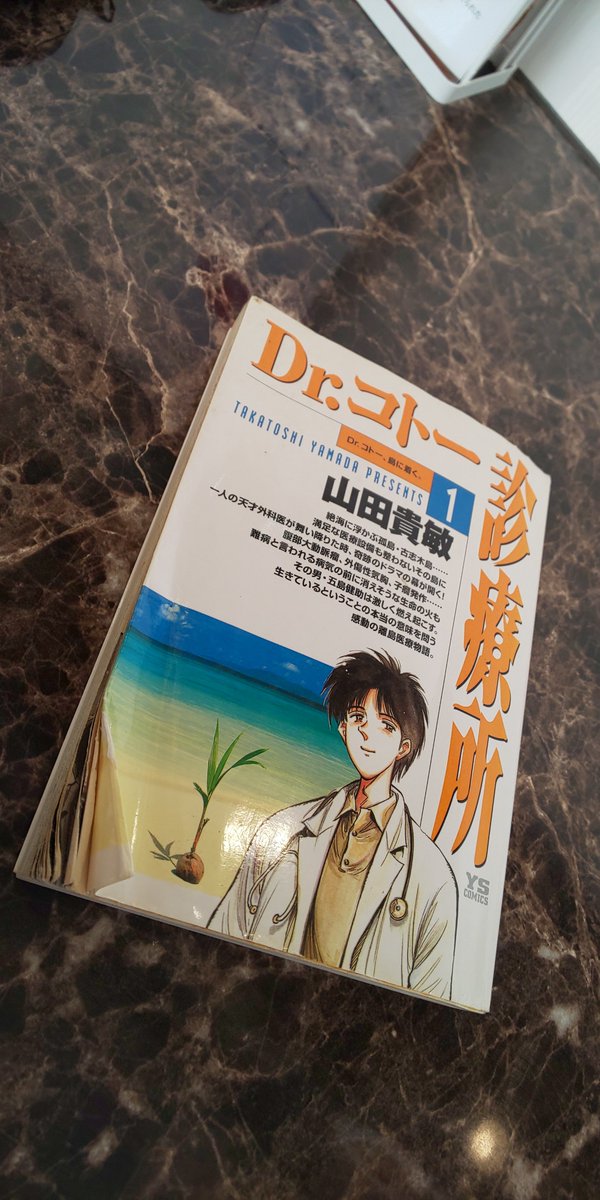 Dr.コトー
診療所
TAKATOSHI YAMADA PRESENTS
Dr.コトー、島に着く。
1
山田貴敏
絶海に浮かぶ孤島・古志木島……
満足な医療設備も整わないその島に
一人の天才外科医が舞い降りた時、奇跡のドラマの幕が開く!
腹部大動脈瘤、外傷性気胸、子癇発作……
難病と言われる病気の前に消えそうな生命の火も
その男・五島健助は激しく燃え起こす。
生きているということの本当の意味を問う
感動の離島医療物語。
YS
COMICS